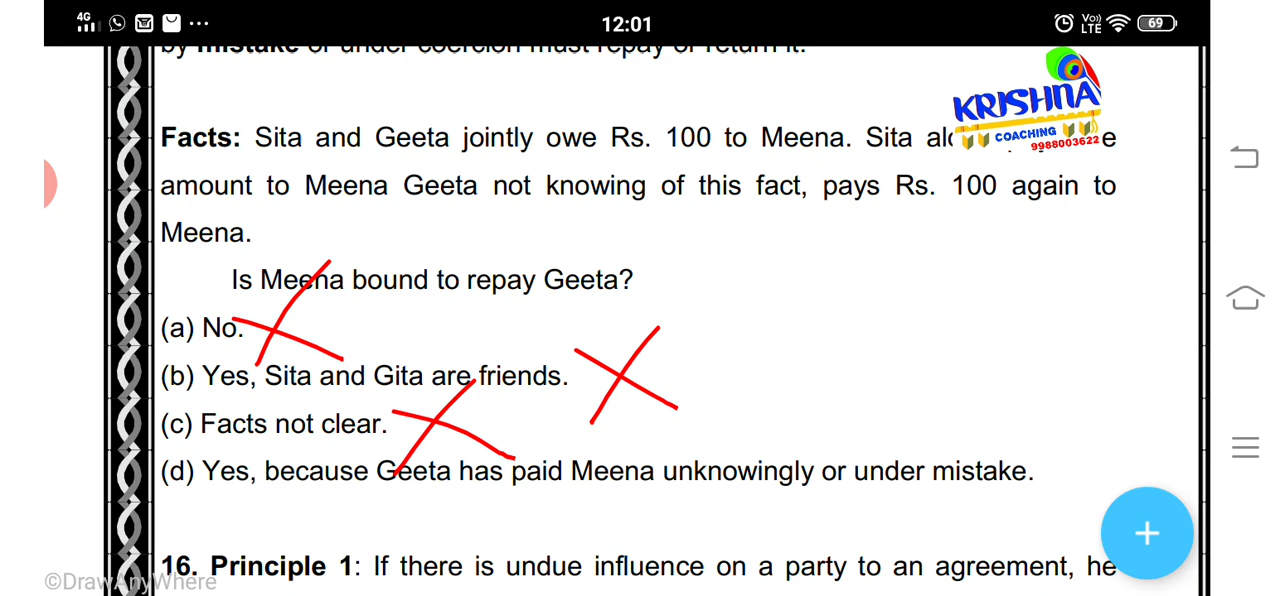 4G
12:01
Vo)) LTE
69
by mistake or under coercion must repay or return it.
KRISHNA
COACHING
9988003622
Facts: Sita and Geeta jointly owe Rs. 100 to Meena. Sita e
amount to Meena Geeta not knowing of this fact, pays Rs. 100 again to
Meena.
Is Meena bound to repay Geeta?
(a) No.
(b) Yes, Sita and Gita are friends.
(c) Facts not clear.
(d) Yes, because Geeta has paid Meena unknowingly or under mistake.
16. Principle 1: If there is undue influence on a party to an agreement, he
©DrawAnyWhere